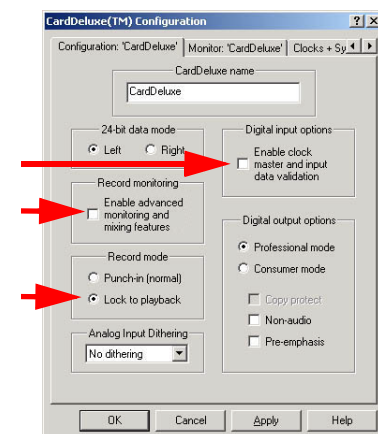 CardDeluxe(TM) Configuration
Configuration: 'CardDeluxe' Monitor: 'CardDeluxe' Clocks + Sy
CardDeluxe name
CardDeluxe
24-bit data mode
Left Right
Digital input options
Enable clock
master and input
data validation
Record monitoring
Enable advanced
monitoring and
mixing features
Record mode
Punch-in (normal)
Lock to playback
Digital output options
Professional mode
Consumer mode
Copy protect
Non-audio
Pre-emphasis
Analog Input Dithering
No dithering
OK Cancel Apply Help